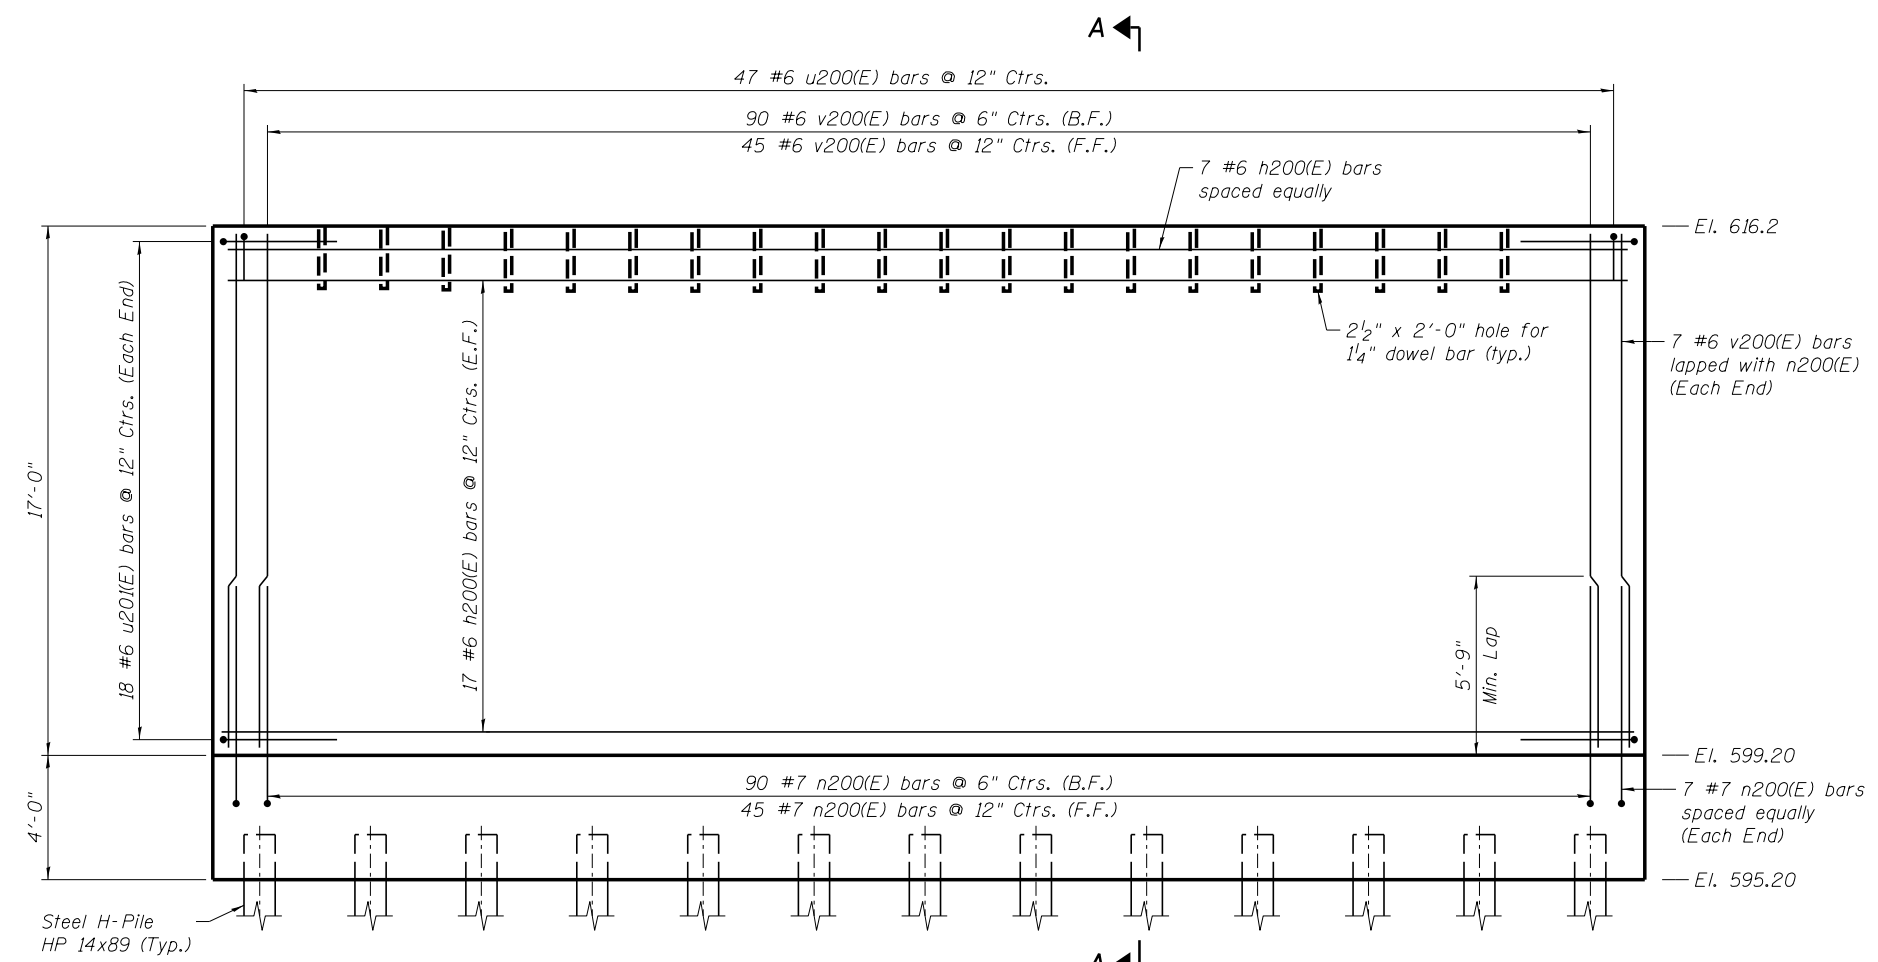 A
47 #6 u200(E) bars @ 12" Ctrs.
90 #6 v200(E) bars @ 6" Ctrs. (B.F.)
45 #6 v200(E) bars @ 12" Ctrs. (F.F.)
7 #6 h200(E) bars
spaced equally
El. 616.2
17'-0"
18 #6 u201(E) bars @ 12" Ctrs. (Each End)
17 #6 h200(E) bars @ 12" Ctrs. (E.F.)
2 1/2" x 2'-0" hole for
1 1/4" dowel bar (typ.)
7 #6 v200(E) bars
lapped with n200(E)
(Each End)
5'-9"
Min. Lap
El. 599.20
4'-0"
90 #7 n200(E) bars @ 6" Ctrs. (B.F.)
45 #7 n200(E) bars @ 12" Ctrs. (F.F.)
7 #7 n200(E) bars
spaced equally
(Each End)
El. 595.20
Steel H-Pile
HP 14x89 (Typ.)
A